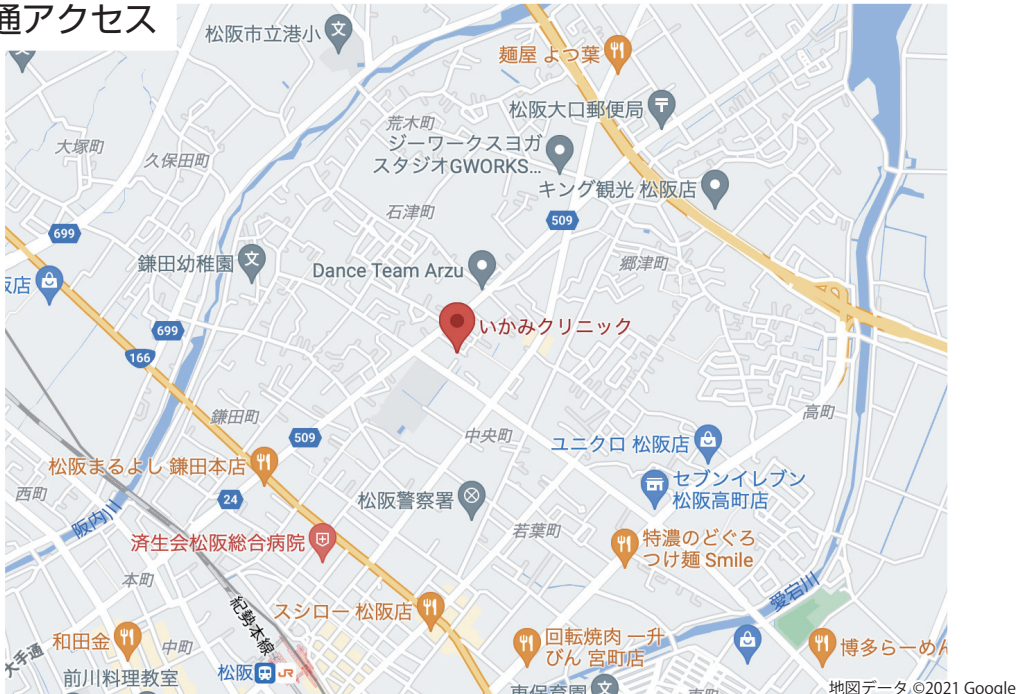 通アクセス
松阪市立港小
麺屋 よつ葉
松阪大口郵便局
荒木町
大塚町
久保田町
ジーワークスヨガ
スタジオGWORKS...
キング観光 松阪店
石津町
509
699
鎌田幼稚園
Dance Team Arzu
郷津町
阪店
いかみクリニック
699
166
鎌田町
高町
509
中央町
ユニクロ 松阪店
松阪まるよし 鎌田本店
セブンイレブン
松阪高町店
西町
24
松阪警察署
阪内川
若葉町
特濃のどぐろ
つけ麺 Smile
済生会松阪総合病院
本町
愛宕川
紀勢本線
スシロー 松阪店
和田金
中町
回転焼肉 一升
びん 宮町店
博多らーめん
大手通
前川料理教室
松阪
JR
東保育園
地図データ ©2021 Google